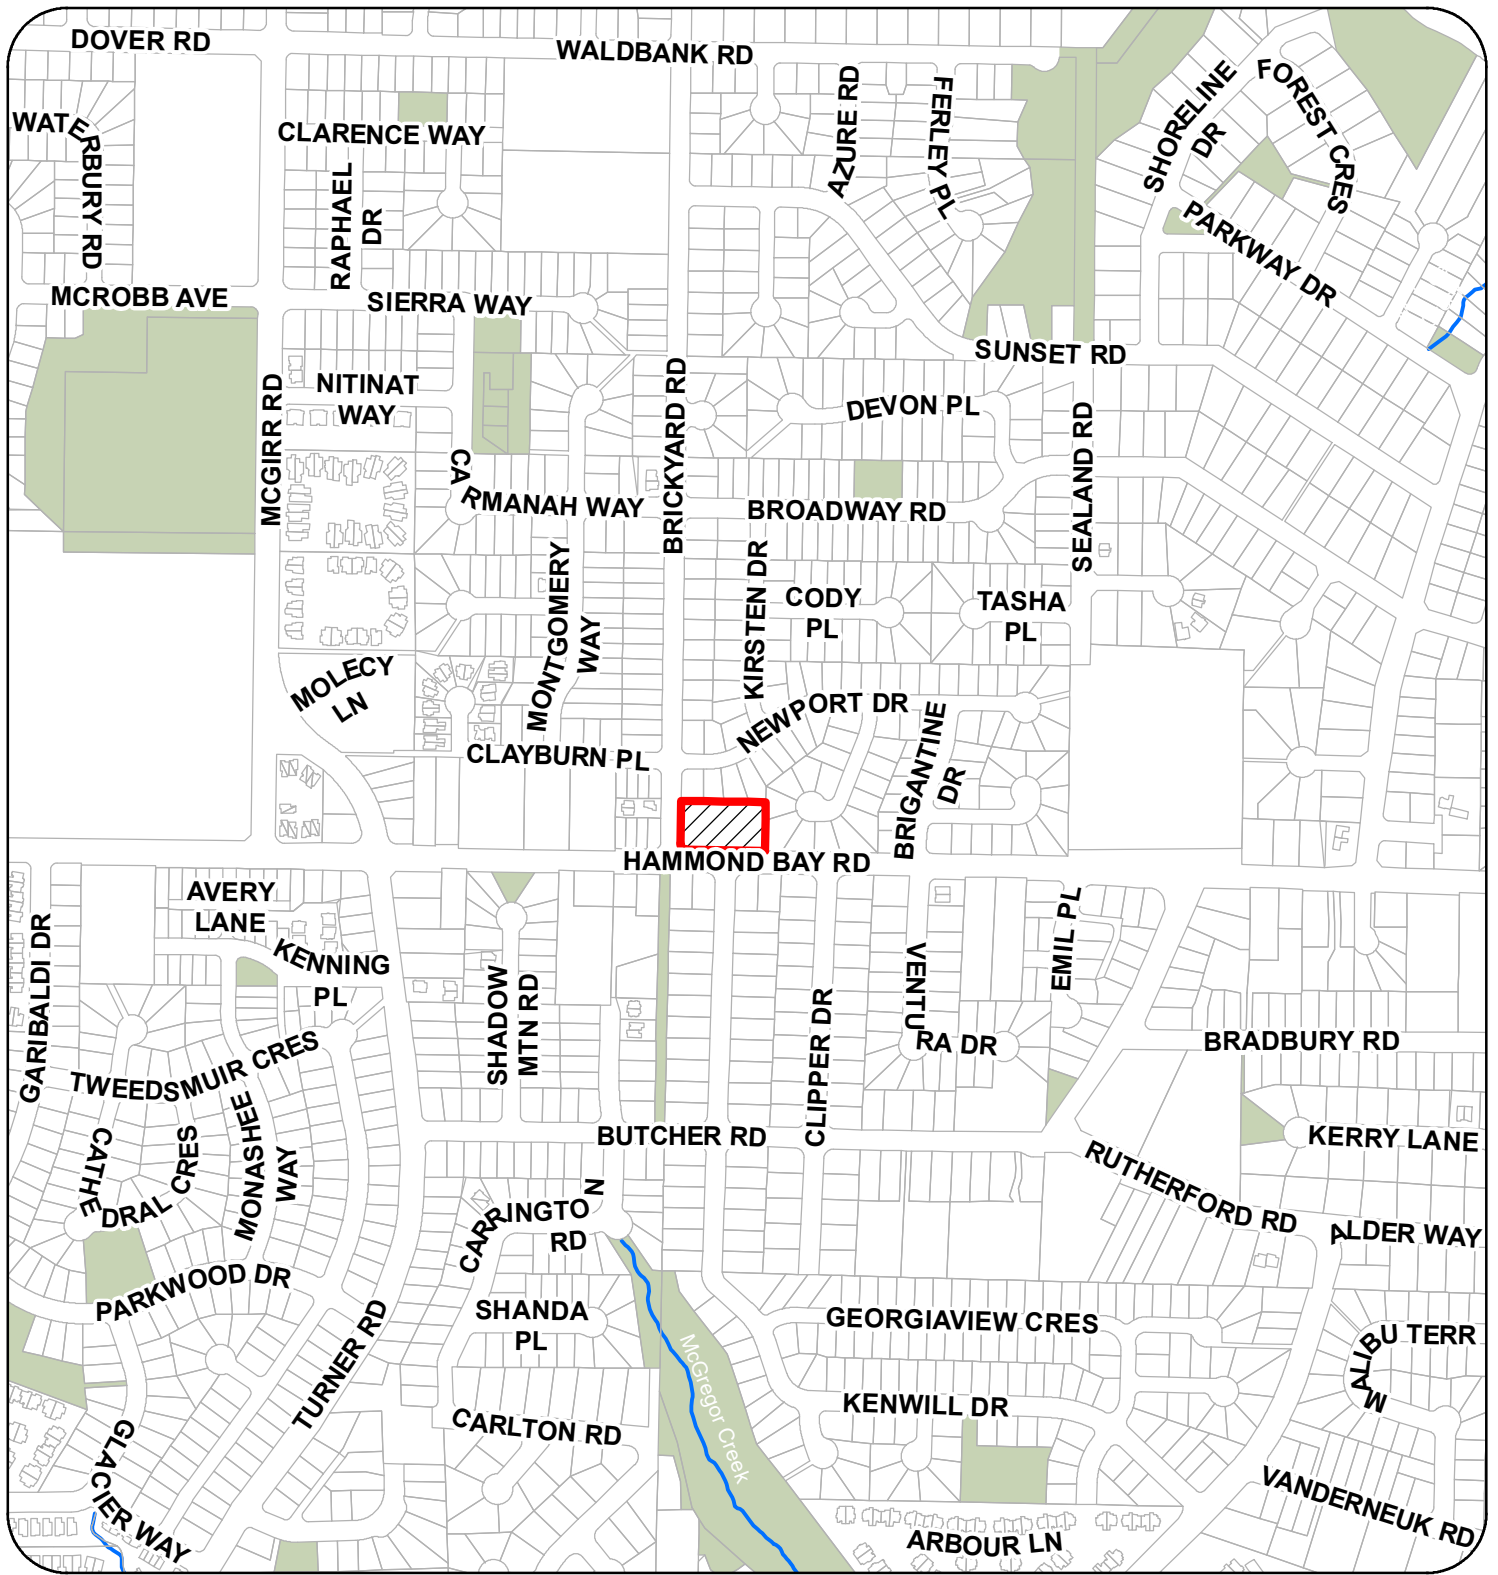 DOVER RD
WALDBANK RD
WATERBURY RD
CLARENCE WAY
RAPHAEL
DR
AZURE RD
FERLEY PL
SHORELINE
DR
FOREST CRES
PARKWAY DR
MCROBB AVE
SIERRA WAY
SUNSET RD
NITINAT
WAY
MCGIRR RD
BRICKYARD RD
DEVON PL
SEALAND RD
CARMANAH WAY
BROADWAY RD
MONTGOMERY
WAY
KIRSTEN DR
CODY
PL
TASHA
PL
MOLECY
LN
NEWPORT DR
BRIGANTINE
DR
CLAYBURN PL
HAMMOND BAY RD
AVERY
LANE
KENNING
PL
GARIBALDI DR
SHADOW
MTN RD
CLIPPER DR
VENTURA DR
EMIL PL
BRADBURY RD
TWEEDSMUIR CRES
CATHEDRAL CRES
MONASHEE
WAY
BUTCHER RD
KERRY LANE
RUTHERFORD RD
ALDER WAY
CARRINGTON
RD
PARKWOOD DR
TURNER RD
SHANDA
PL
McGregor Creek
GEORGIAVIEW CRES
MALIBU TERR
KENWILL DR
CARLTON RD
GLACIER WAY
VANDERNEUK RD
ARBOUR LN